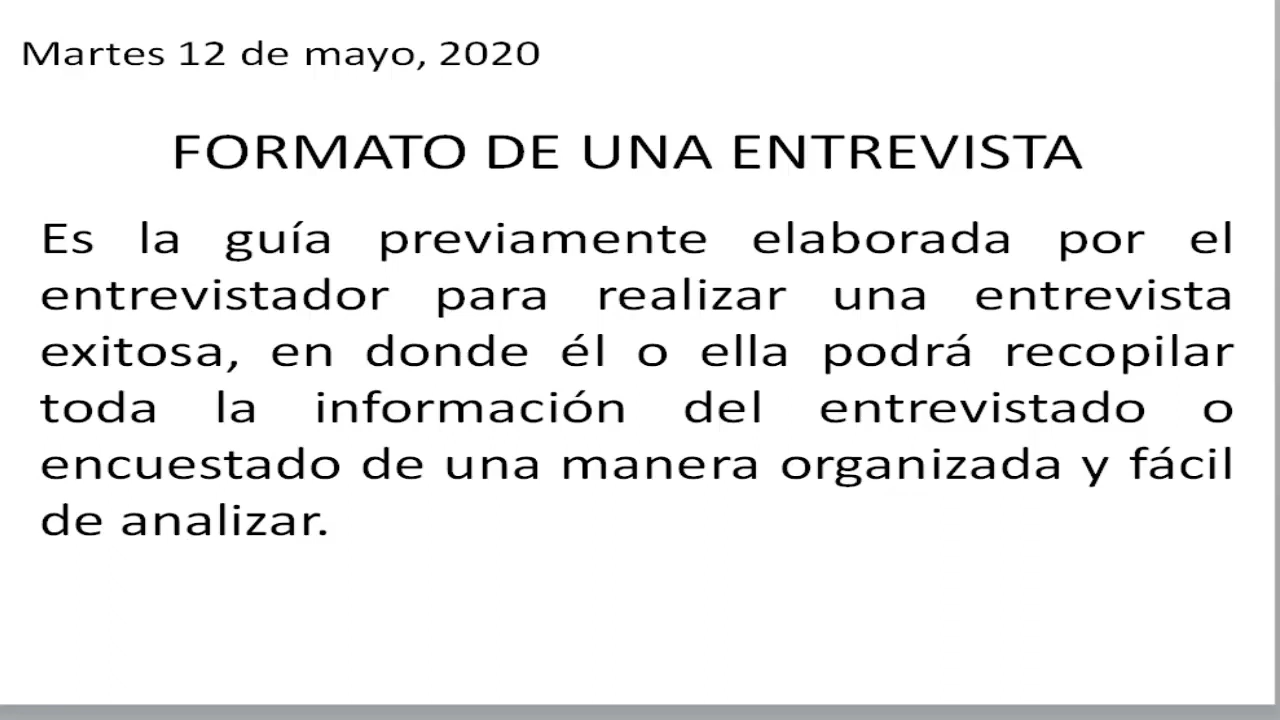 Martes 12 de mayo, 2020
FORMATO DE UNA ENTREVISTA
Es la guía previamente elaborada por el
entrevistador para realizar una entrevista
exitosa, en donde él o ella podrá recopilar
toda la información del entrevistado o
encuestado de una manera organizada y fácil
de analizar.